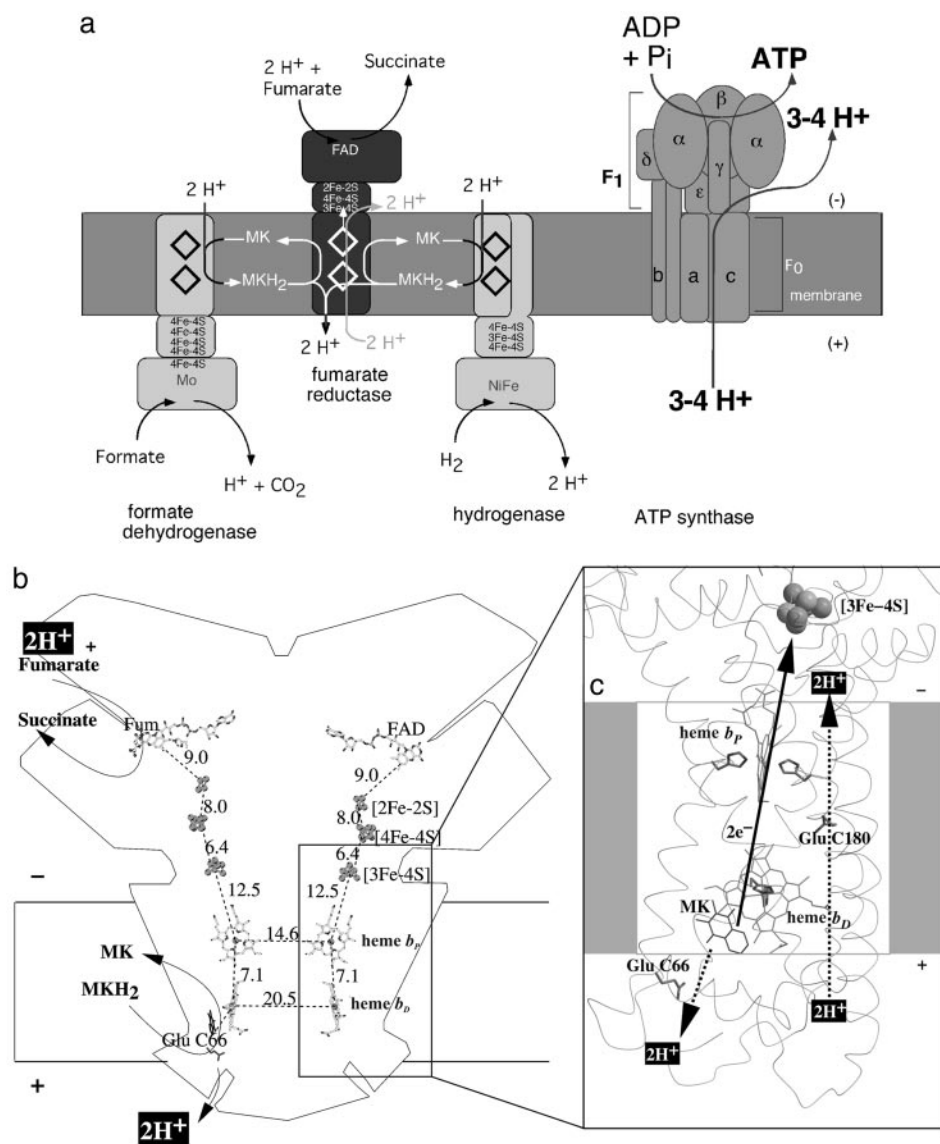 a
ADP
+ Pi
ATP
2 H+ +
Fumarate
Succinate
3-4 H+
β
α
α
FAD
δ
γ
F1
ε
2Fe-2S
4Fe-4S
3Fe-4S
2 H+
2 H+
2 H+
(-)
MK
MK
MKH2
MKH2
b
a
c
F0
membrane
4Fe-4S
4Fe-4S
4Fe-4S
4Fe-4S
4Fe-4S
Mo
2 H+
2 H+
4Fe-4S
3Fe-4S
4Fe-4S
NiFe
(+)
fumarate
reductase
3-4 H+
Formate
H+ + CO2
H2
2 H+
formate
dehydrogenase
hydrogenase
ATP synthase
b
2H+ +
Fumarate
Succinate
Fum
FAD
9.0
9.0
[2Fe-2S]
8.0
8.0
[4Fe-4S]
6.4
6.4
[3Fe-4S]
12.5
12.5
–
14.6
heme bP
MK
7.1
7.1
MKH2
20.5
heme bD
Glu C66
+
2H+
[3Fe–4S]
c
2H+
–
heme bP
2e–
Glu C180
MK
heme bD
Glu C66
+
2H+
2H+